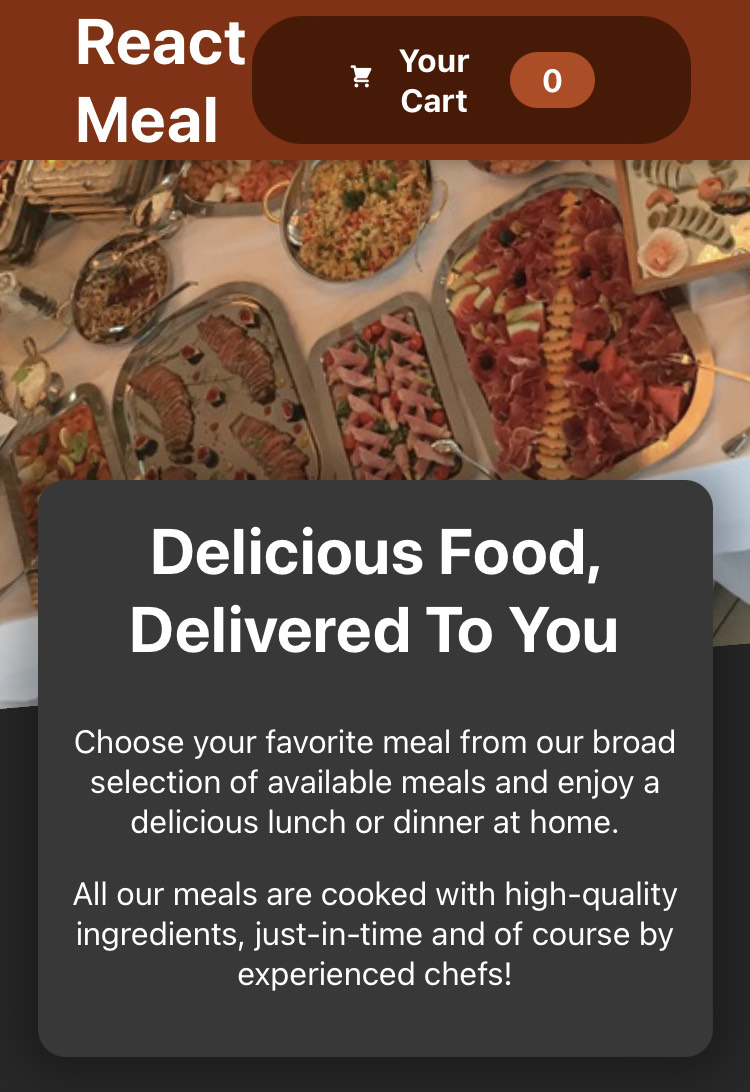 React
Meal
Your
Cart
0
Delicious Food,
Delivered To You
Choose your favorite meal from our broad
selection of available meals and enjoy a
delicious lunch or dinner at home.
All our meals are cooked with high-quality
ingredients, just-in-time and of course by
experienced chefs!